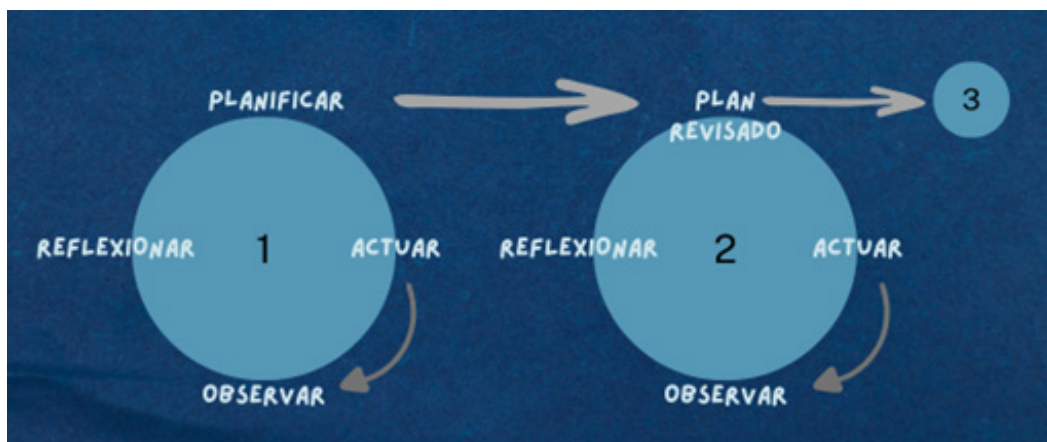 PLANIFICAR
PLAN
REVISADO
3
REFLEXIONAR
1
ACTUAR
REFLEXIONAR
2
ACTUAR
OBSERVAR
OBSERVAR